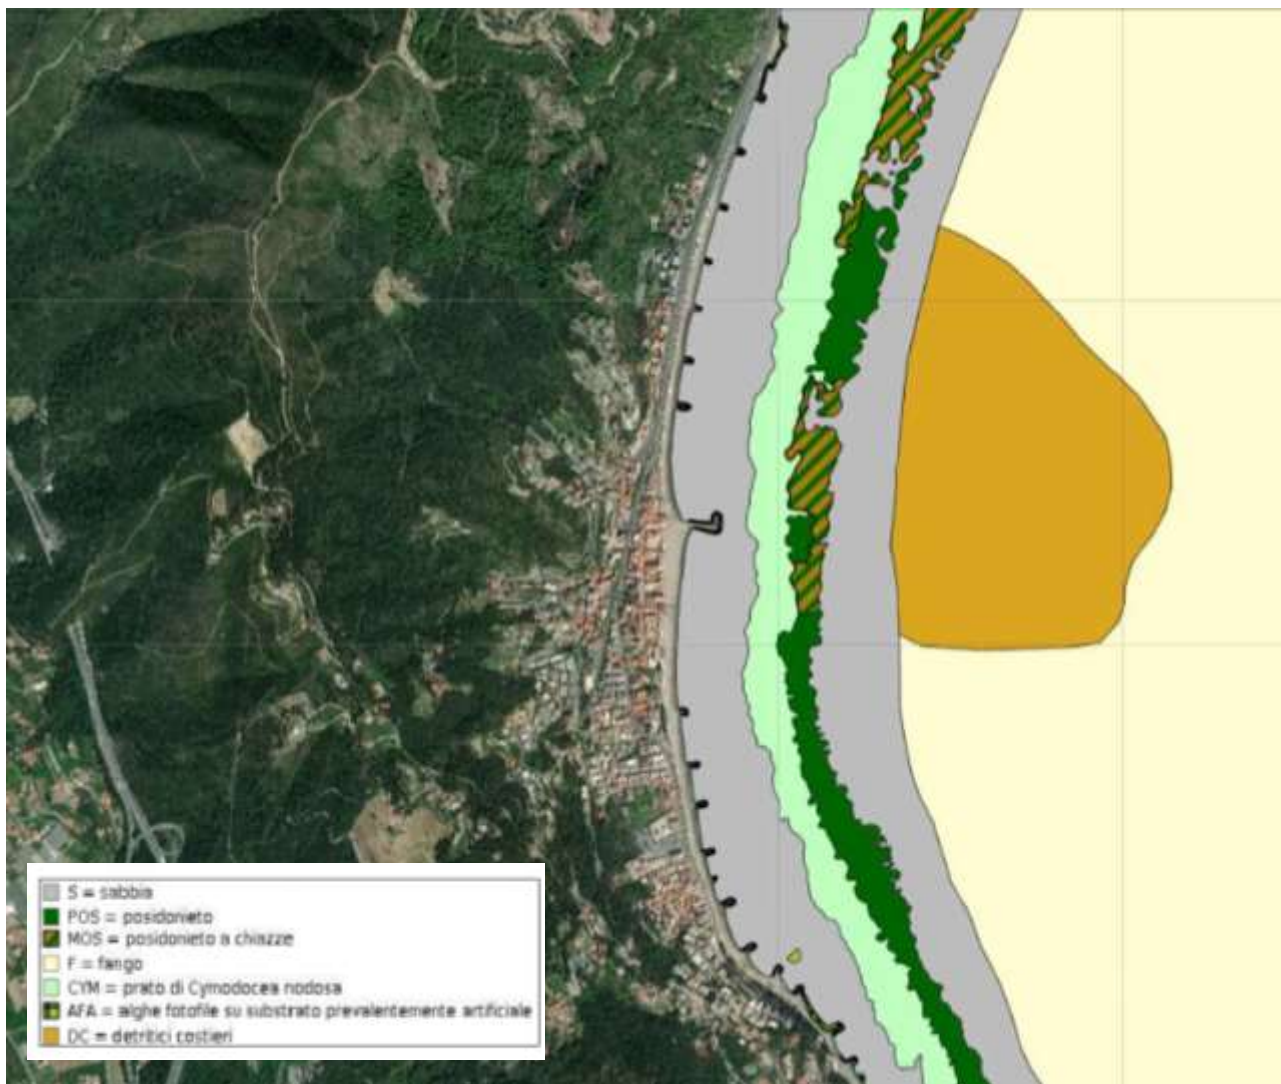 S = sabbia
POS = posidonieto
MOS = posidonieto a chiazze
F = fango
CYM = prato di Cymodocea nodosa
AFA = alghe fotofile su substrato prevalentemente artificiale
DC = detritici costieri